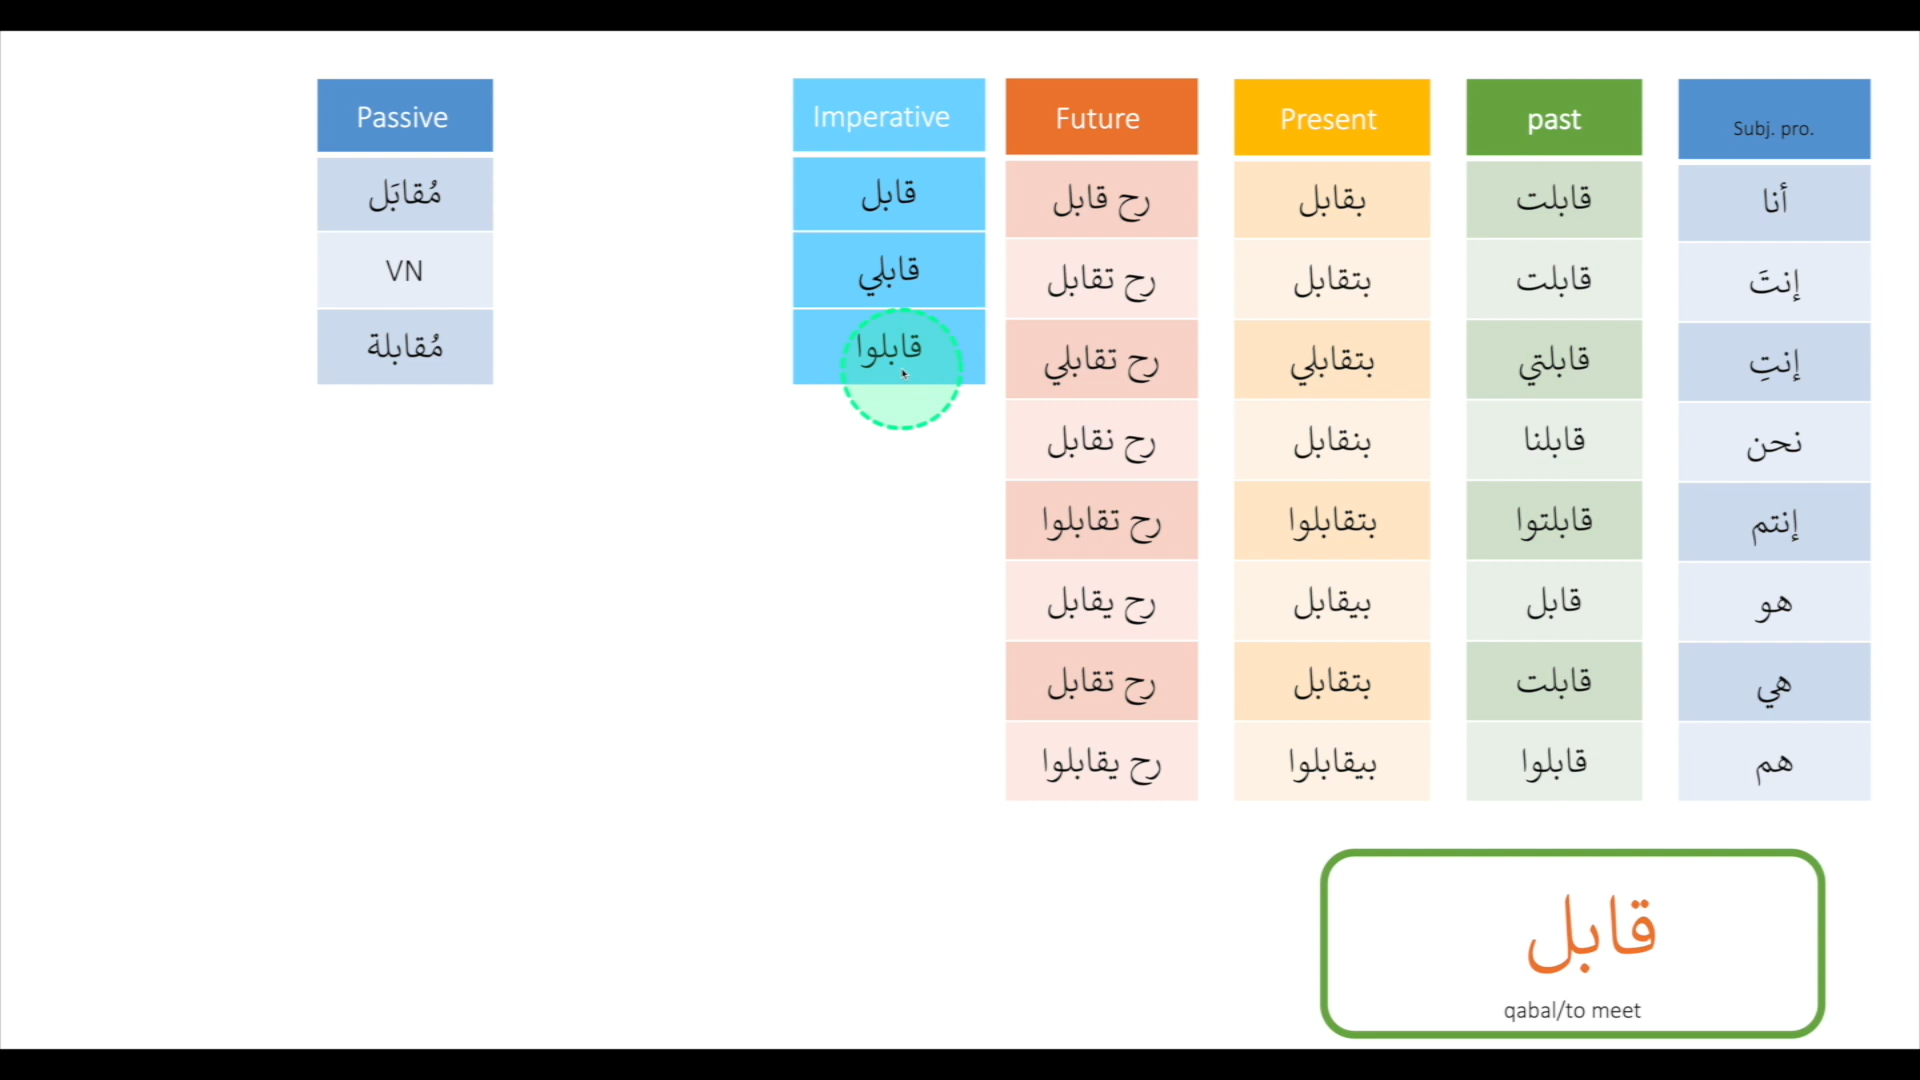 Subj. pro. past Present Future Imperative Passive
أنا قابلت بقابل رح قابل قابل مُقابَل
إنتَ قابلت بتقابل رح تقابل قابلي VN
إنتِ قابلتي بتقابلي رح تقابلي قابلوا مُقابلة
نحن قابلنا بنقابل رح نقابل
إنتم قابلتوا بتقابلوا رح تقابلوا
هو قابل بيقابل رح يقابل
هي قابلت بتقابل رح تقابل
هم قابلوا بيقابلوا رح يقابلوا
قابل
qabal/to meet